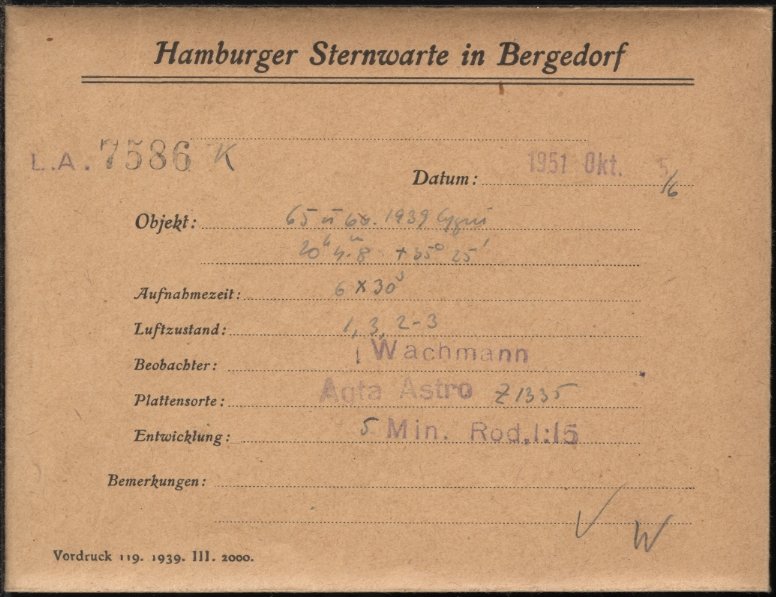 Hamburger Sternwarte in Bergedorf
L.A. 7586 K
Datum: 1951 Okt. 5/6
Objekt: 65 u 68. 1939 Cygni
20h 4m.8 +35° 25'
Aufnahmezeit: 6 × 30s
Luftzustand: 1, 3, 2-3
Beobachter: Wachmann
Plattensorte: Agfa Astro Z1335
Entwicklung: 5 Min. Rod. 1:15
Bemerkungen:
W
Vordruck 119. 1939. III. 2000.